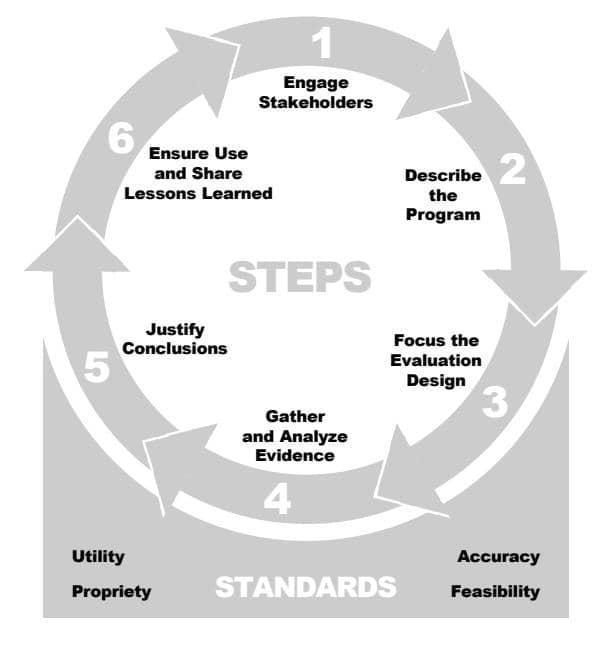 1
Engage
Stakeholders
2
Describe
the
Program
3
Focus the
Evaluation
Design
4
Gather
and Analyze
Evidence
5
Justify
Conclusions
6
Ensure Use
and Share
Lessons Learned
STEPS
Utility
Propriety
STANDARDS
Accuracy
Feasibility